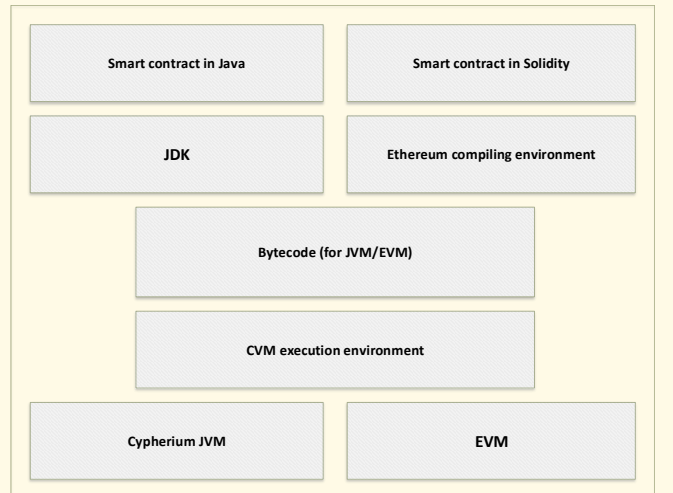 Smart contract in Java
Smart contract in Solidity
JDK
Ethereum compiling environment
Bytecode (for JVM/EVM)
CVM execution environment
Cypherium JVM
EVM